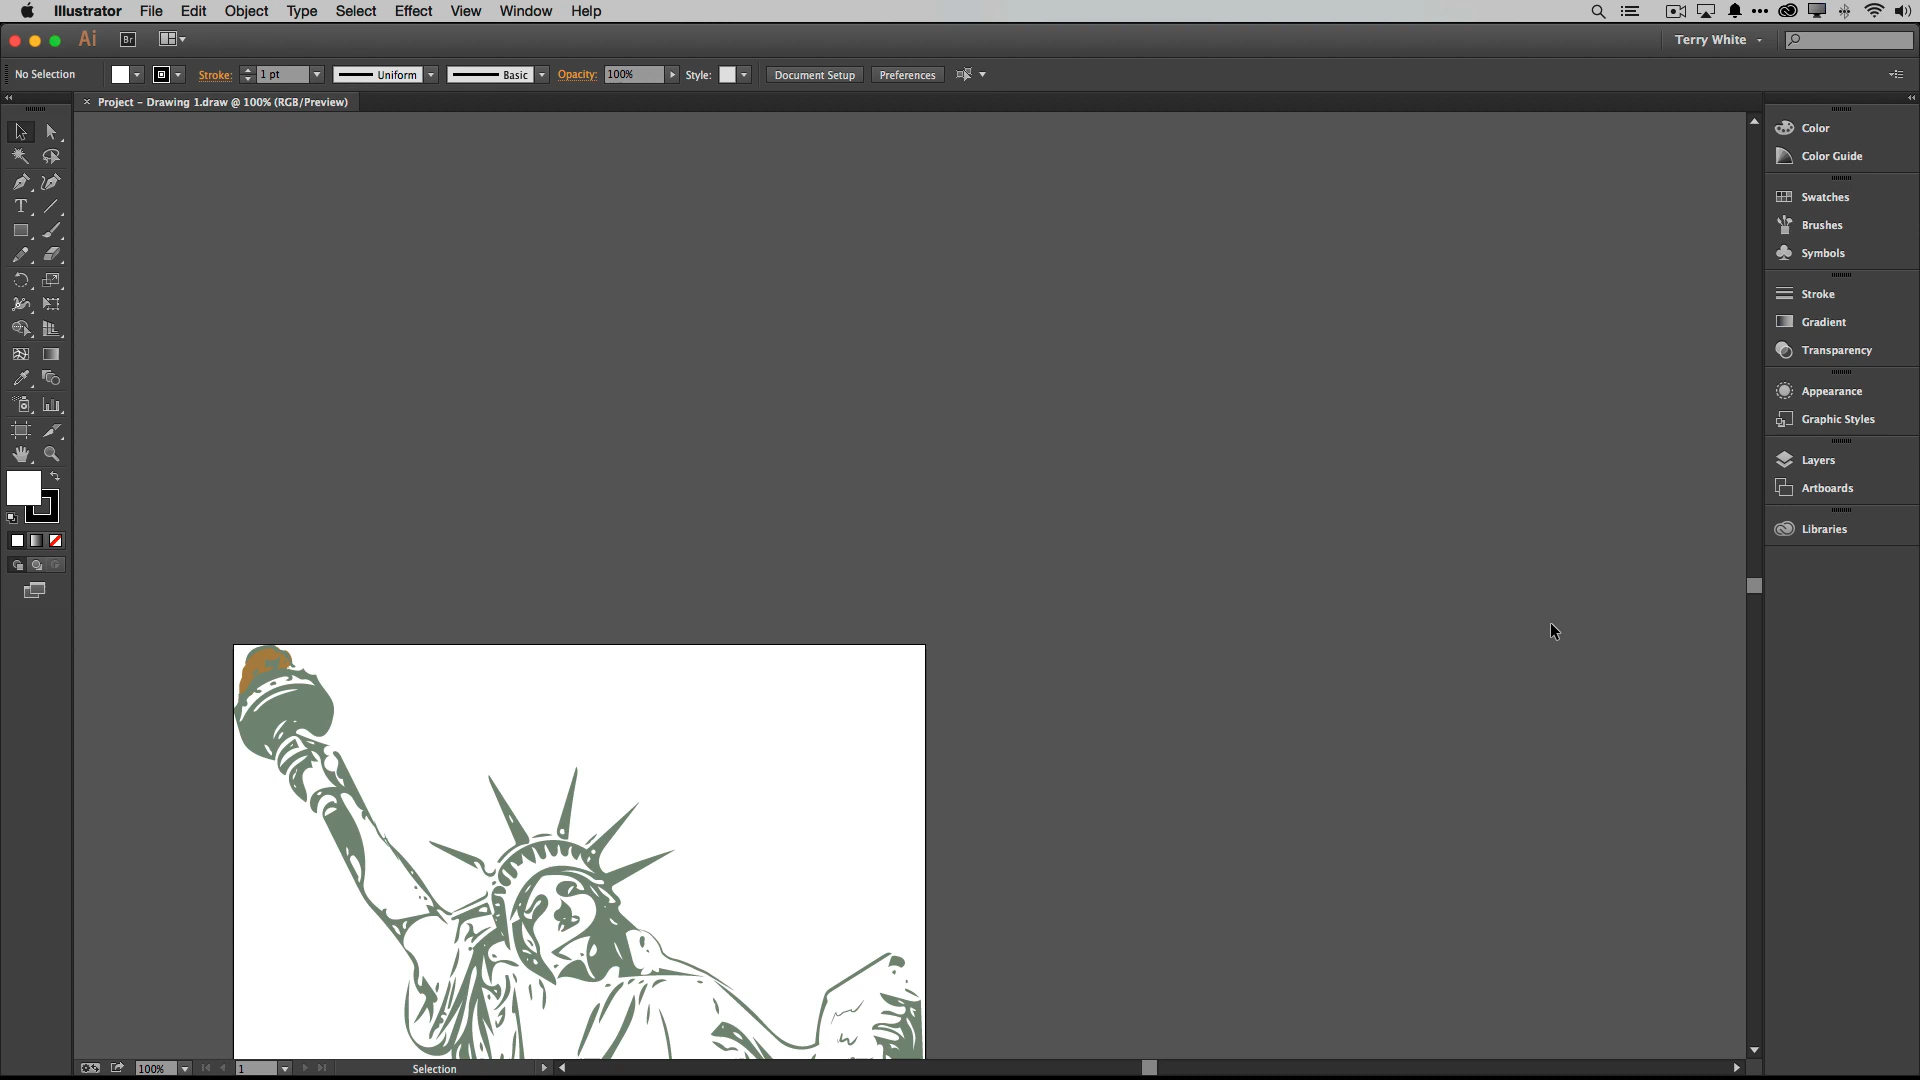 Illustrator File Edit Object Type Select Effect View Window Help
Ai Br Terry White
No Selection Stroke: 1 pt Uniform Basic Opacity: 100% Style: Document Setup Preferences
× Project - Drawing 1.draw @ 100% (RGB/Preview)
Color
Color Guide
Swatches
Brushes
Symbols
Stroke
Gradient
Transparency
Appearance
Graphic Styles
Layers
Artboards
Libraries
100% 1 Selection